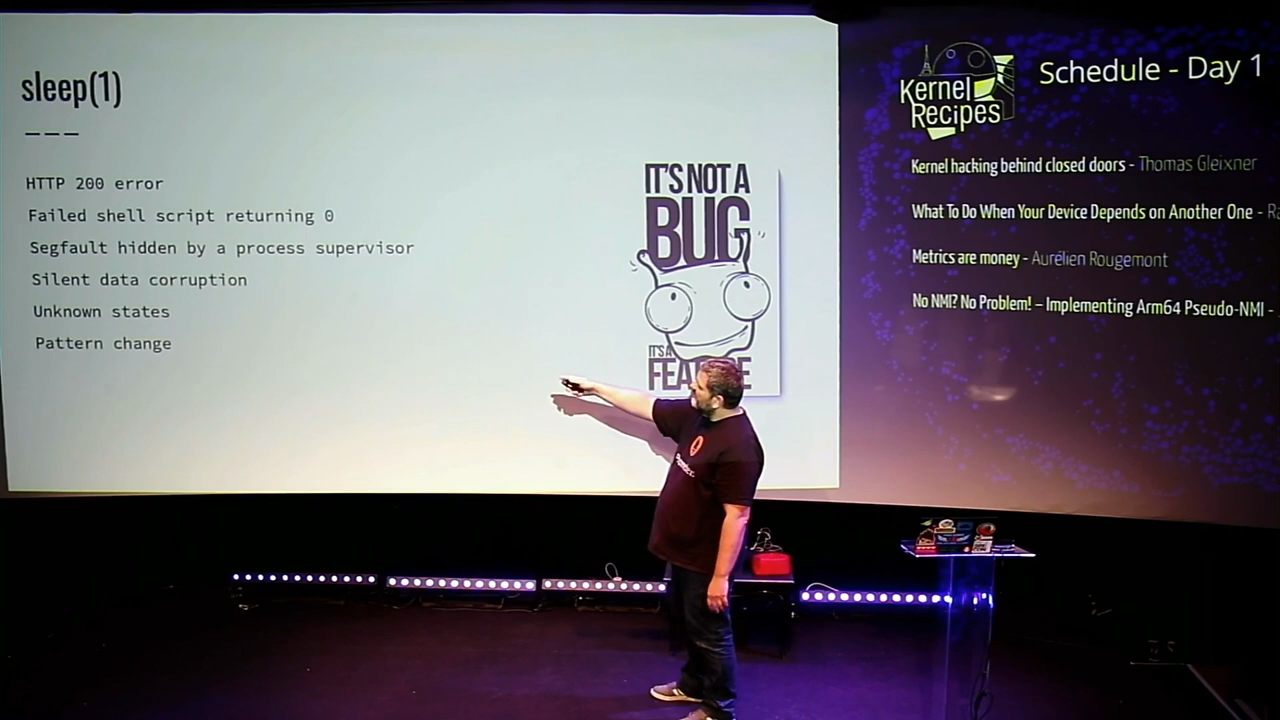 sleep(1)
HTTP 200 error
Failed shell script returning 0
Segfault hidden by a process supervisor
Silent data corruption
Unknown states
Pattern change
IT'S NOT A
BUG
IT'S A
FEATURE
Kernel
Recipes
Schedule - Day 1
Kernel hacking behind closed doors - Thomas Gleixner
What To Do When Your Device Depends on Another One -
Metrics are money - Aurélien Rougemont
No NMI? No Problem! – Implementing Arm64 Pseudo-NMI -